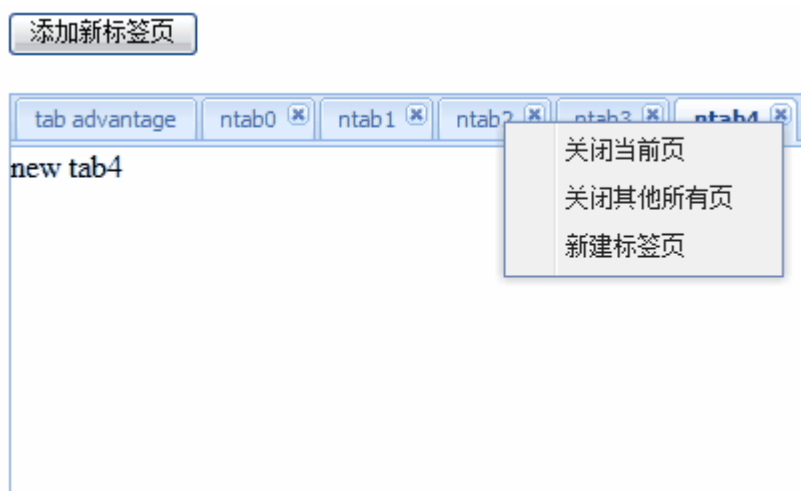 添加新标签页
tab advantage ntab0 ntab1 ntab2 ntab3 ntab4
new tab4
关闭当前页
关闭其他所有页
新建标签页